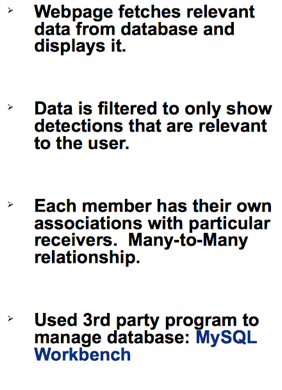 Webpage fetches relevant
data from database and
displays it.
Data is filtered to only show
detections that are relevant
to the user.
Each member has their own
associations with particular
receivers.  Many-to-Many
relationship.
Used 3rd party program to
manage database: MySQL
Workbench